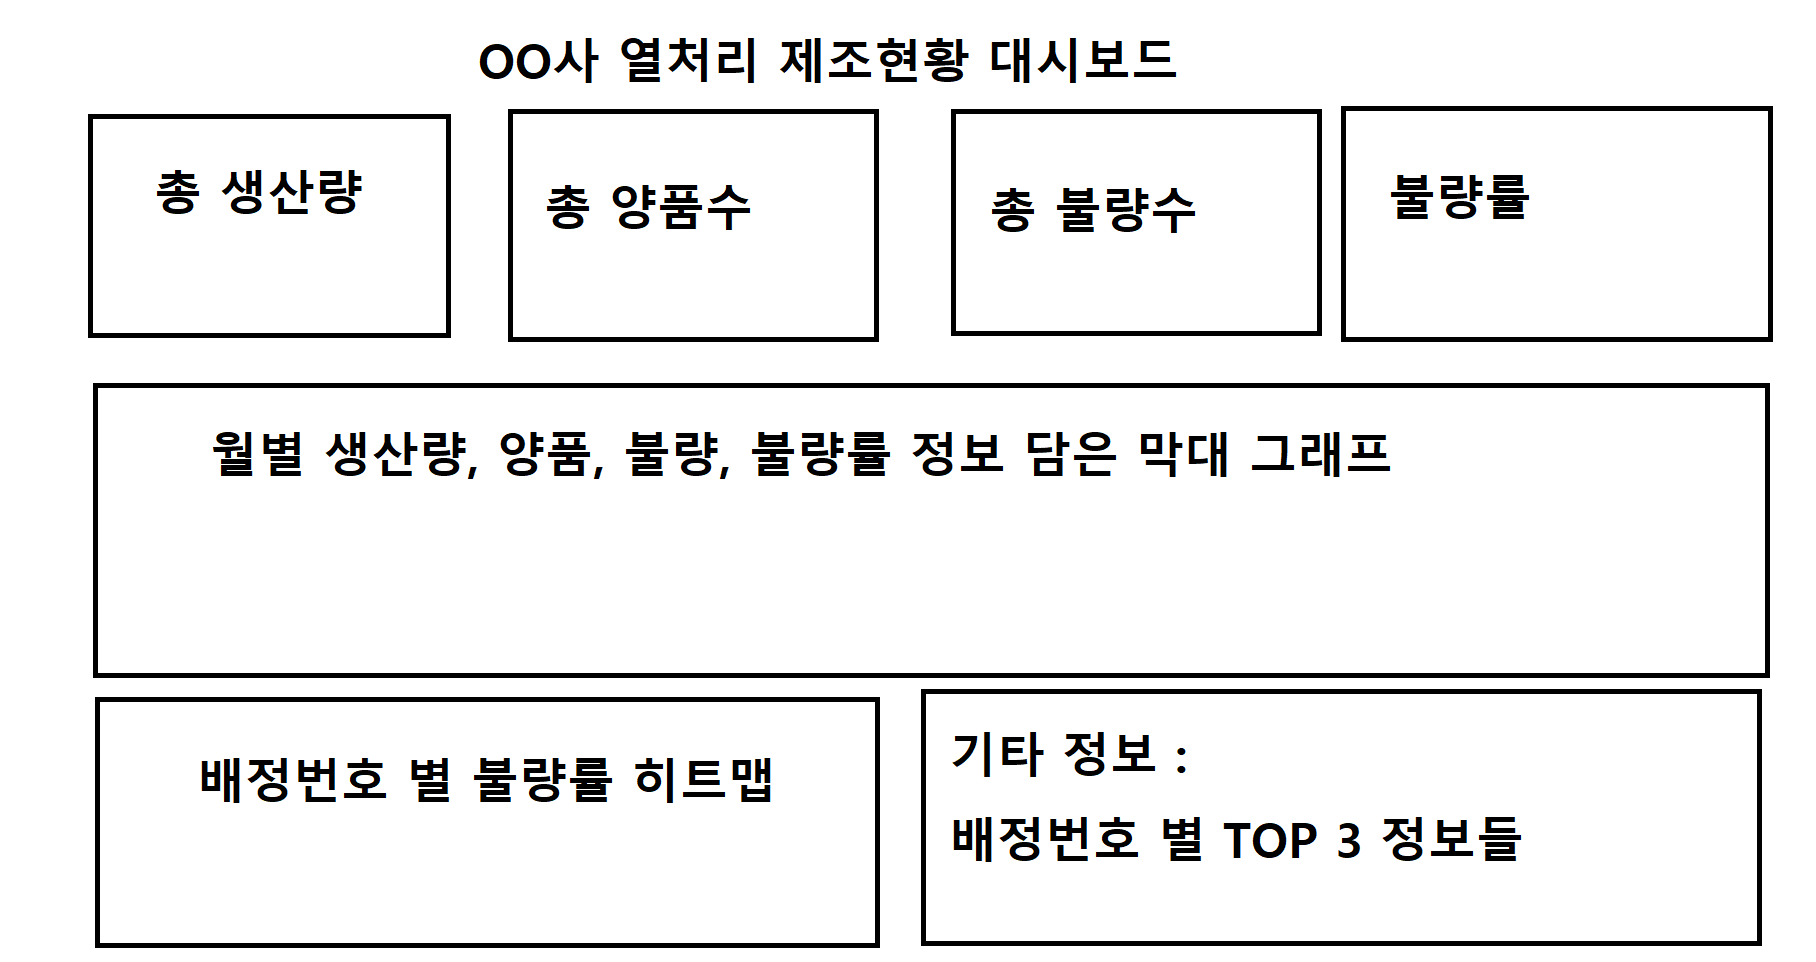 OO사 열처리 제조현황 대시보드
총 생산량
총 양품수
총 불량수
불량률
월별 생산량, 양품, 불량, 불량률 정보 담은 막대 그래프
배정번호 별 불량률 히트맵
기타 정보 :
배정번호 별 TOP 3 정보들